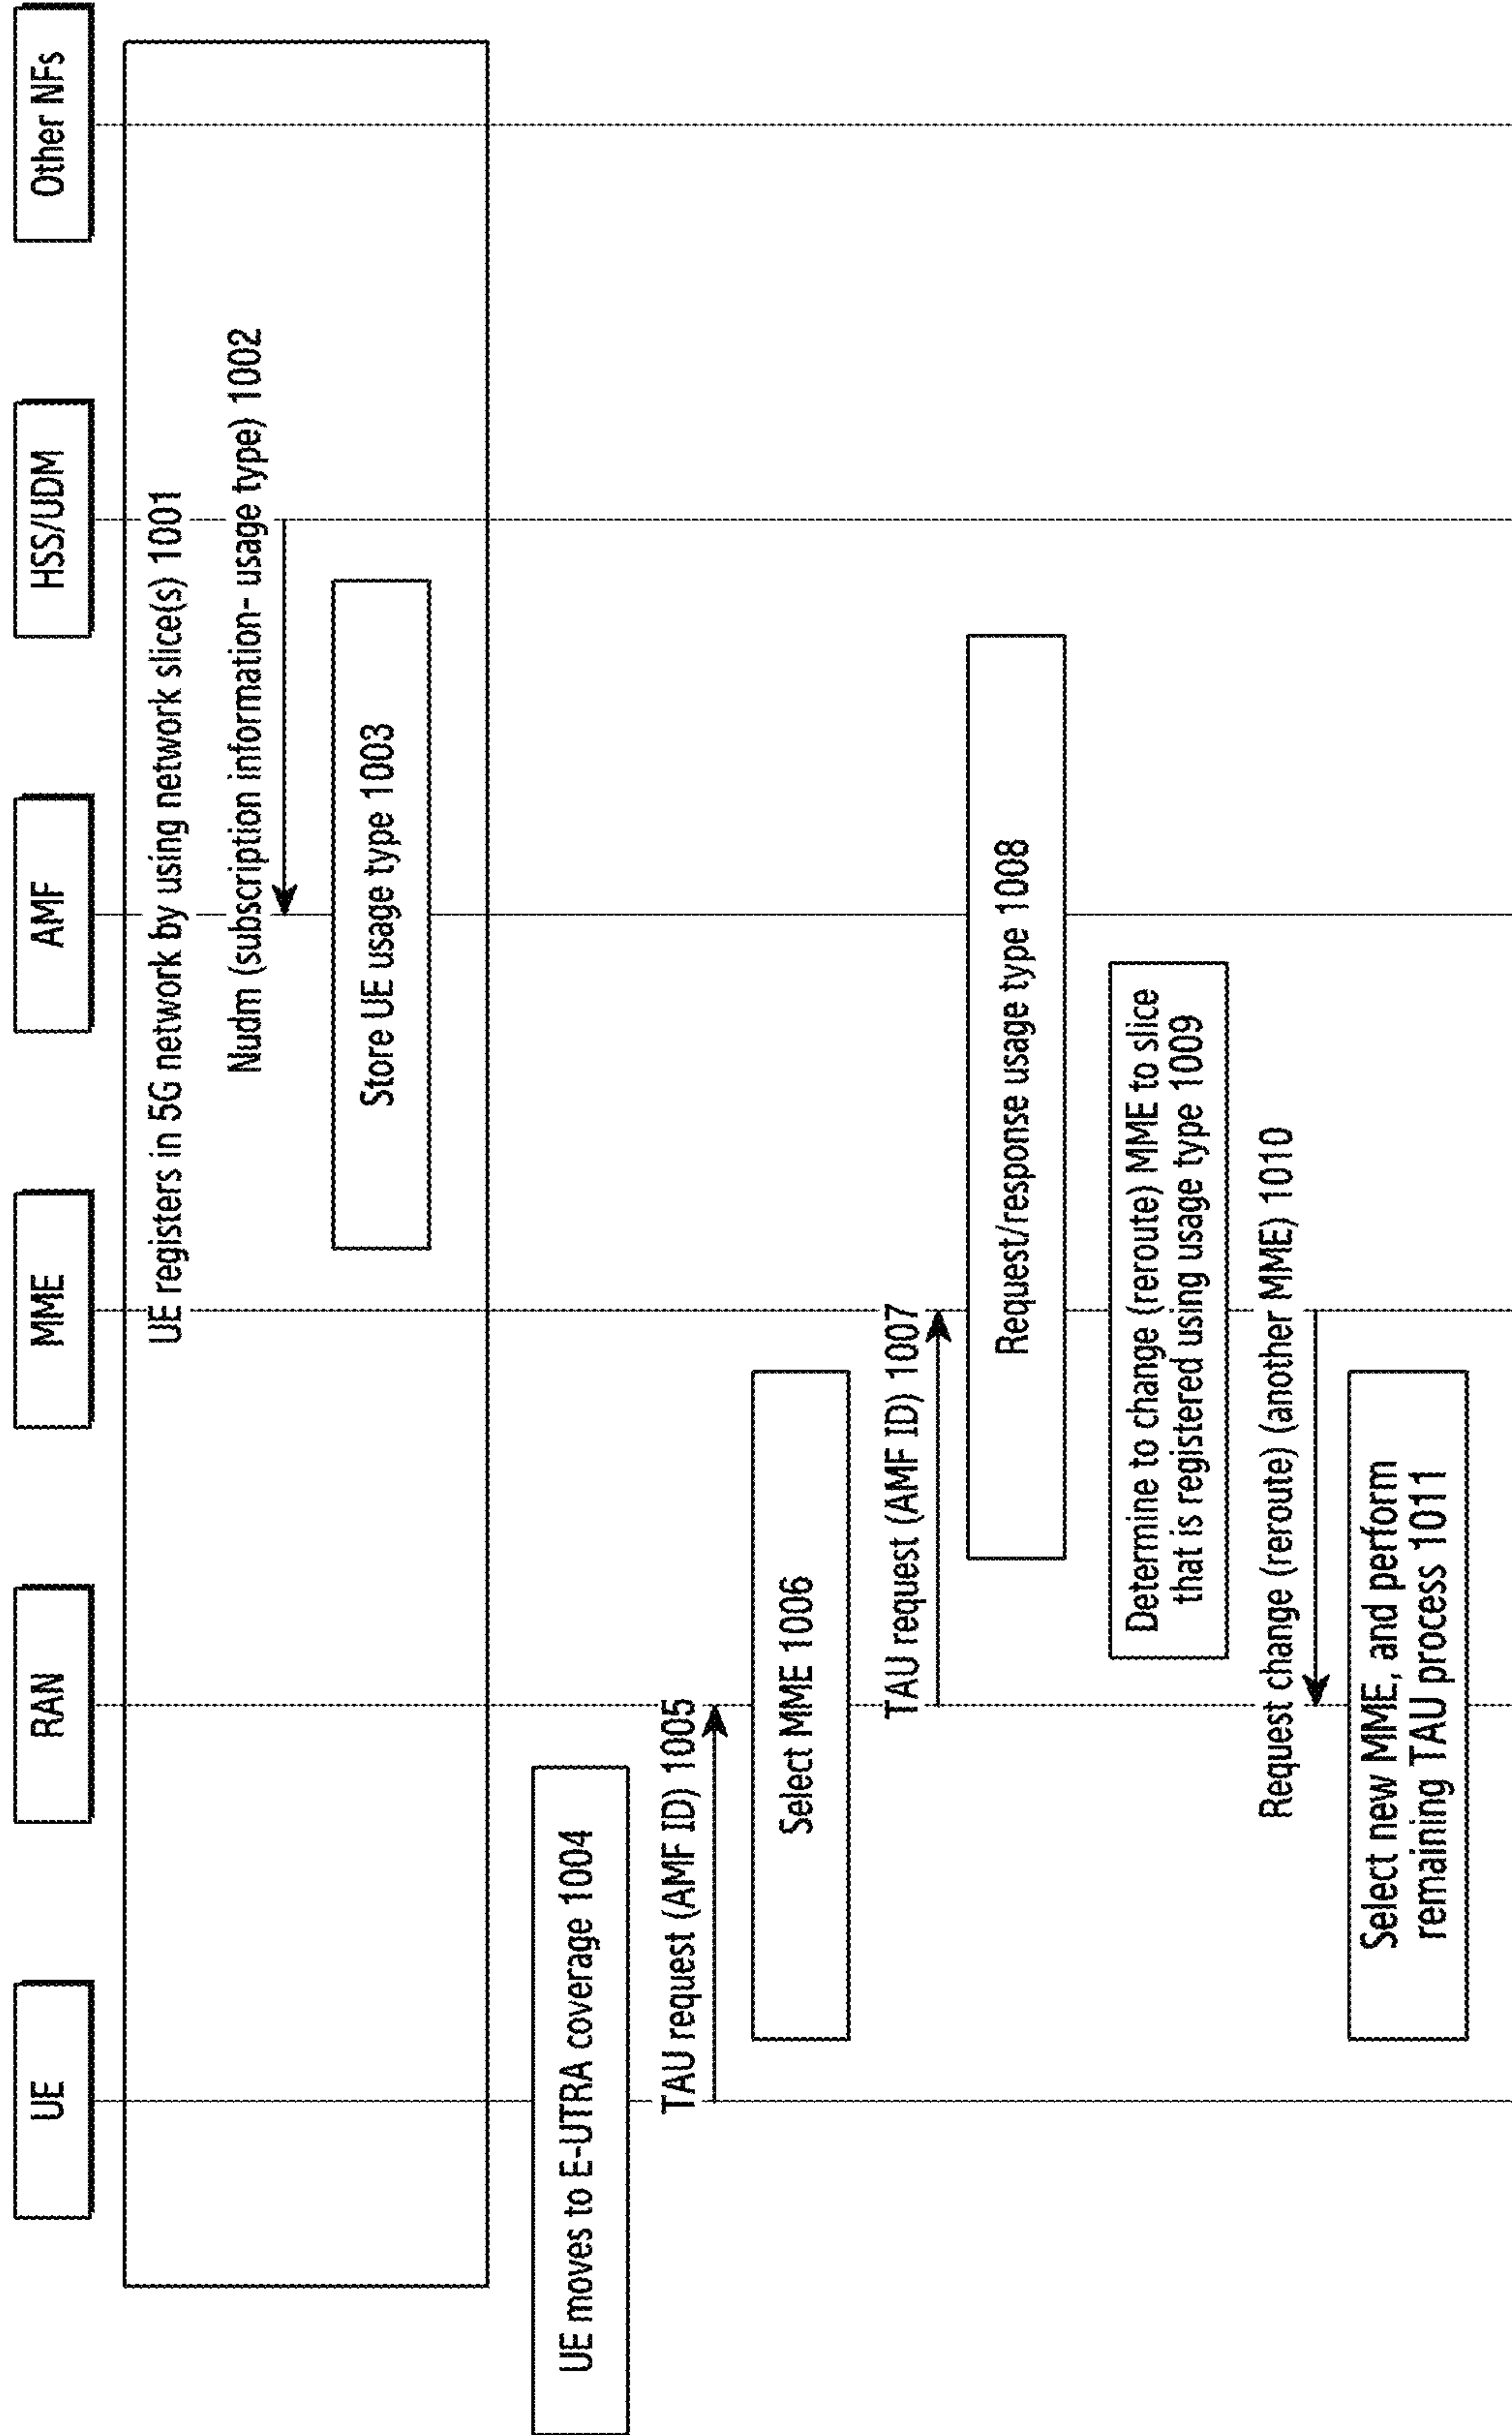 UE
RAN
MME
AMF
HSS/UDM
Other NFs
UE registers in 5G network by using network slice(s) 1001
Nudm (subscription information- usage type) 1002
Store UE usage type 1003
UE moves to E-UTRA coverage 1004
TAU request (AMF ID) 1005
Select MME 1006
TAU request (AMF ID) 1007
Request/response usage type 1008
Determine to change (reroute) MME to slice
that is registered using usage type 1009
Request change (reroute) (another MME) 1010
Select new MME, and perform
remaining TAU process 1011